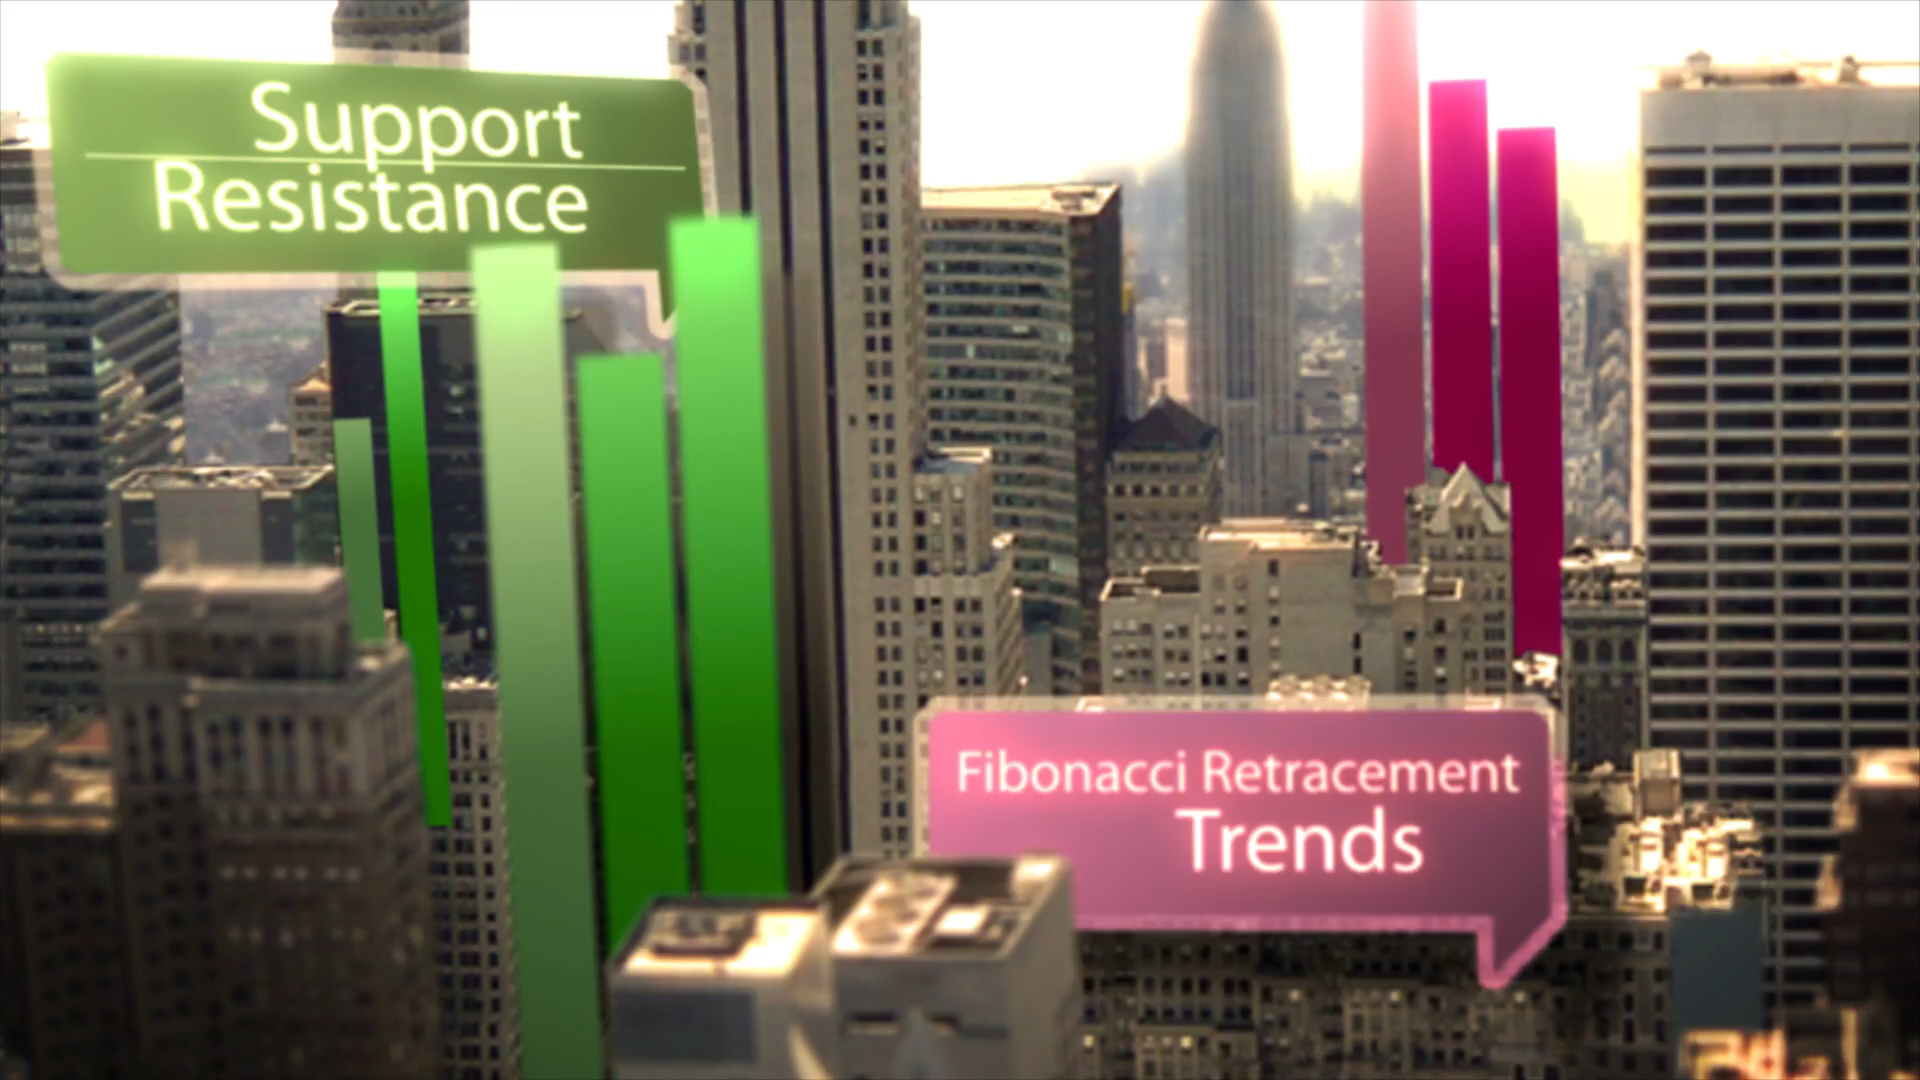 Support
Resistance
Fibonacci Retracement
Trends